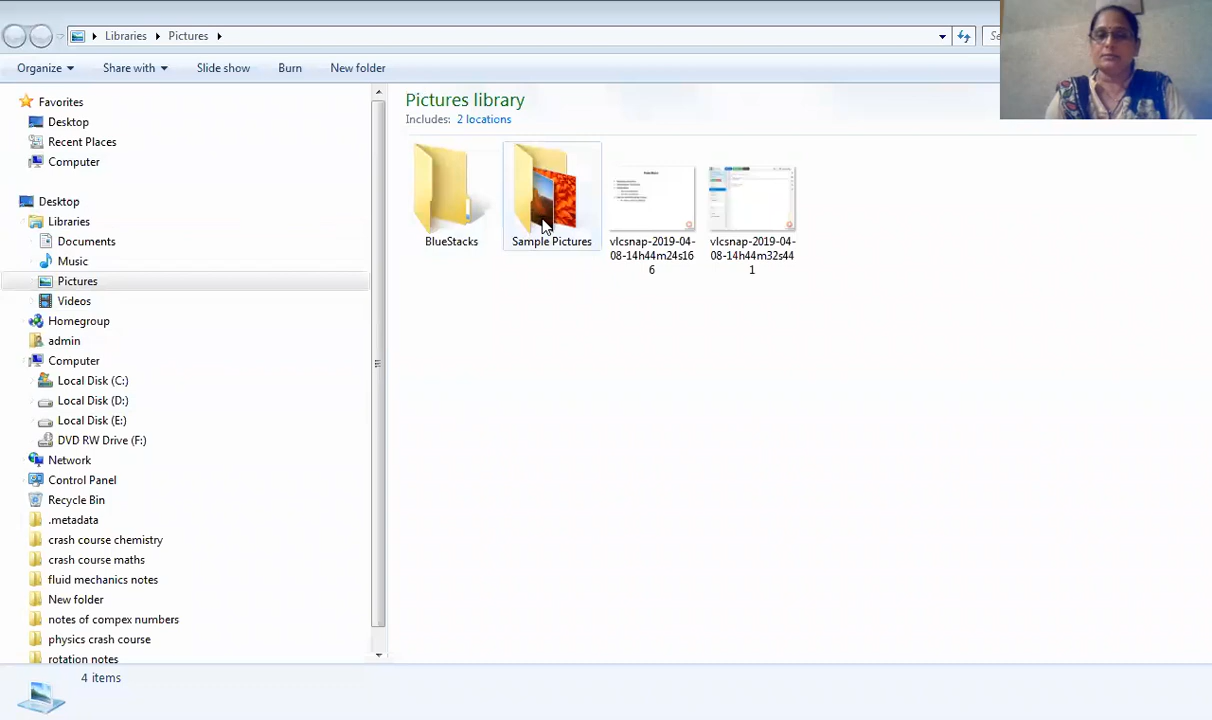 Libraries Pictures Se
Organize Share with Slide show Burn New folder
Favorites
Desktop
Recent Places
Computer
Desktop
Libraries
Documents
Music
Pictures
Videos
Homegroup
admin
Computer
Local Disk (C:)
Local Disk (D:)
Local Disk (E:)
DVD RW Drive (F:)
Network
Control Panel
Recycle Bin
.metadata
crash course chemistry
crash course maths
fluid mechanics notes
New folder
notes of compex numbers
physics crash course
rotation notes
Pictures library
Includes: 2 locations
BlueStacks
Sample Pictures
vlcsnap-2019-04-
08-14h44m24s16
6
vlcsnap-2019-04-
08-14h44m32s44
1
4 items